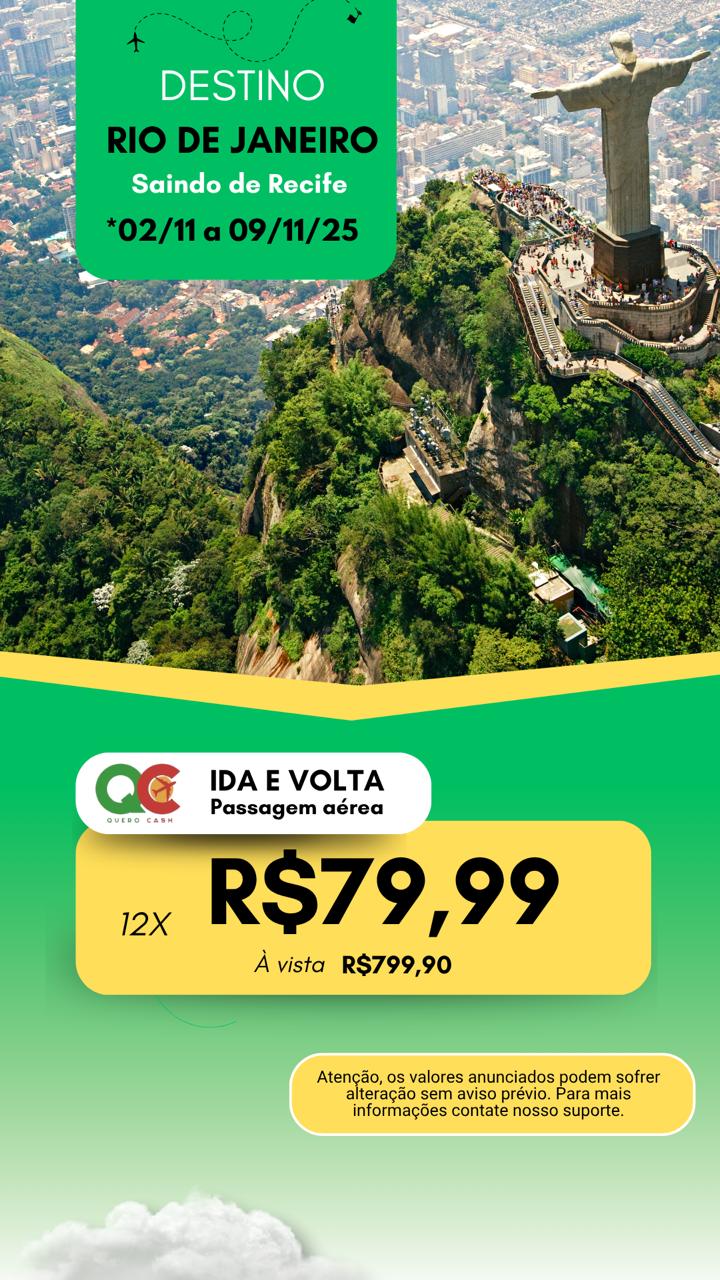 DESTINO
RIO DE JANEIRO
Saindo de Recife
*02/11 a 09/11/25
QC
QUERO CASH
IDA E VOLTA
Passagem aérea
12X
R$79,99
À vista R$799,90
Atenção, os valores anunciados podem sofrer
alteração sem aviso prévio. Para mais
informações contate nosso suporte.